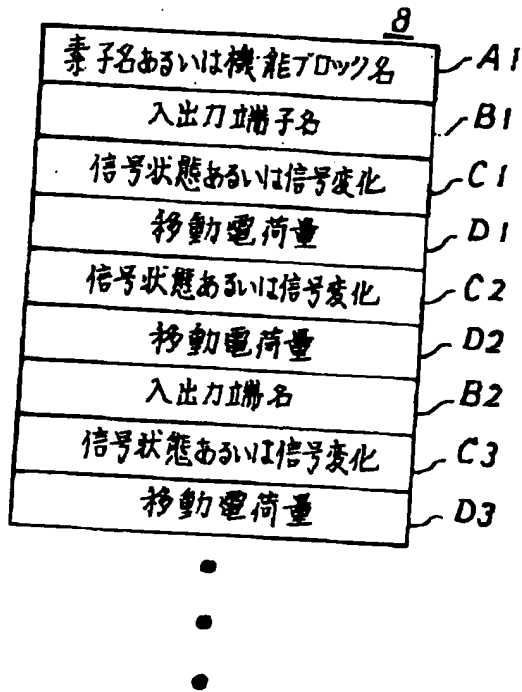 8
素子名あるいは機能ブロック名 A1
入出力端子名 B1
信号状態あるいは信号変化 C1
移動電荷量 D1
信号状態あるいは信号変化 C2
移動電荷量 D2
入出力端名 B2
信号状態あるいは信号変化 C3
移動電荷量 D3